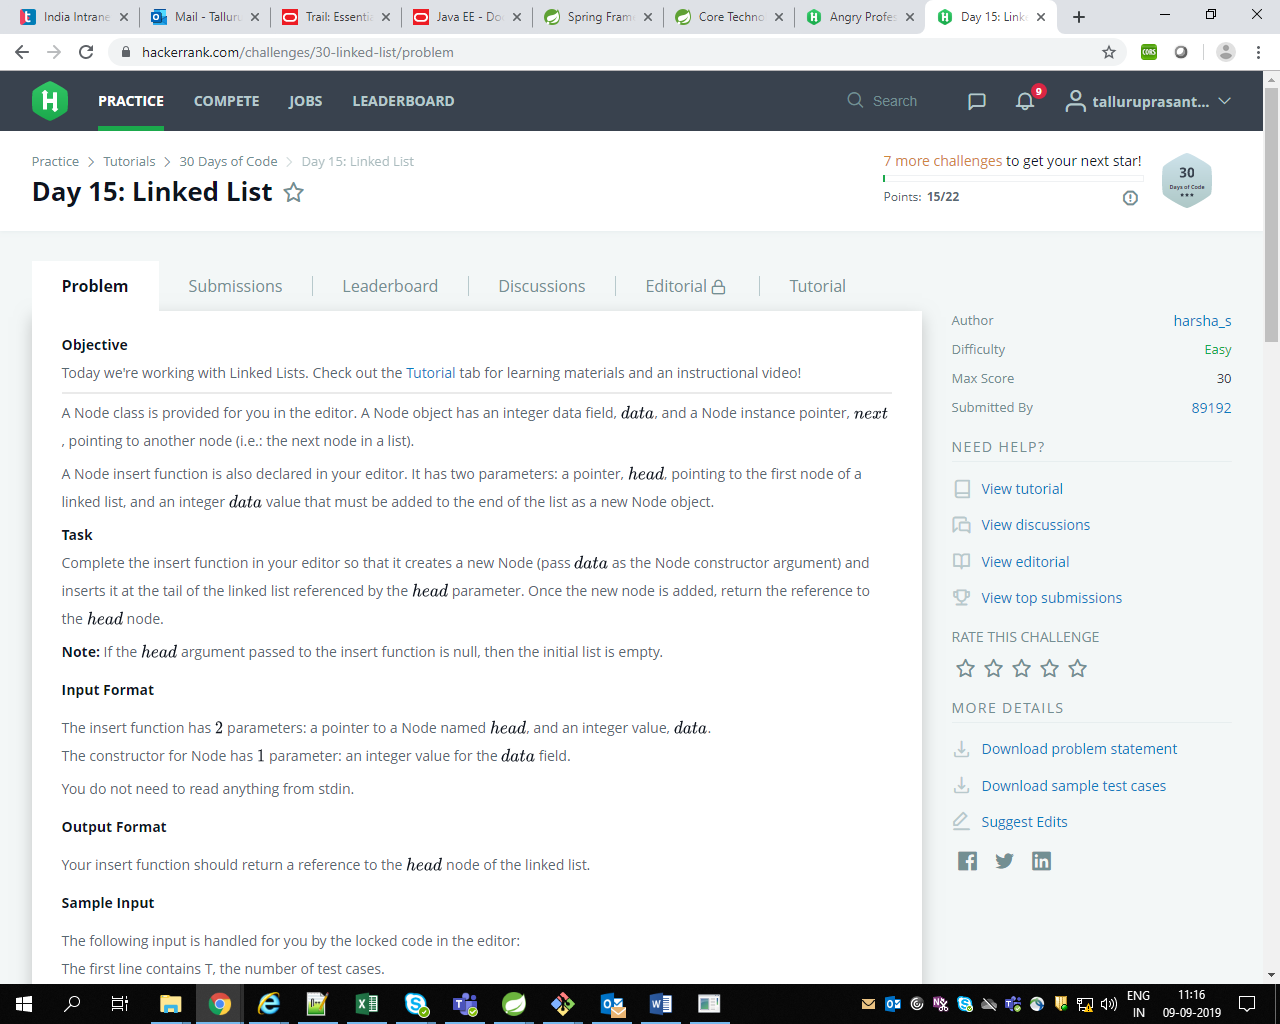 India Intrane
Mail - Tallur
Trail: Essentia
Java EE - Do
Spring Fram
Core Techno
Angry Profes
Day 15: Link
hackerrank.com/challenges/30-linked-list/problem
CORS
PRACTICE COMPETE JOBS LEADERBOARD
Search
9
talluruprasant...
Practice > Tutorials > 30 Days of Code > Day 15: Linked List
Day 15: Linked List
7 more challenges to get your next star!
Points: 15/22
30
Days of Code
Problem
Submissions
Leaderboard
Discussions
Editorial
Tutorial
Objective
Today we're working with Linked Lists. Check out the Tutorial tab for learning materials and an instructional video!
A Node class is provided for you in the editor. A Node object has an integer data field, data, and a Node instance pointer, next
, pointing to another node (i.e.: the next node in a list).
A Node insert function is also declared in your editor. It has two parameters: a pointer, head, pointing to the first node of a
linked list, and an integer data value that must be added to the end of the list as a new Node object.
Task
Complete the insert function in your editor so that it creates a new Node (pass data as the Node constructor argument) and
inserts it at the tail of the linked list referenced by the head parameter. Once the new node is added, return the reference to
the head node.
Note: If the head argument passed to the insert function is null, then the initial list is empty.
Input Format
The insert function has 2 parameters: a pointer to a Node named head, and an integer value, data.
The constructor for Node has 1 parameter: an integer value for the data field.
You do not need to read anything from stdin.
Output Format
Your insert function should return a reference to the head node of the linked list.
Sample Input
The following input is handled for you by the locked code in the editor:
The first line contains T, the number of test cases.
Author harsha_s
Difficulty Easy
Max Score 30
Submitted By 89192
NEED HELP?
View tutorial
View discussions
View editorial
View top submissions
RATE THIS CHALLENGE
MORE DETAILS
Download problem statement
Download sample test cases
Suggest Edits
ENG
IN
11:16
09-09-2019